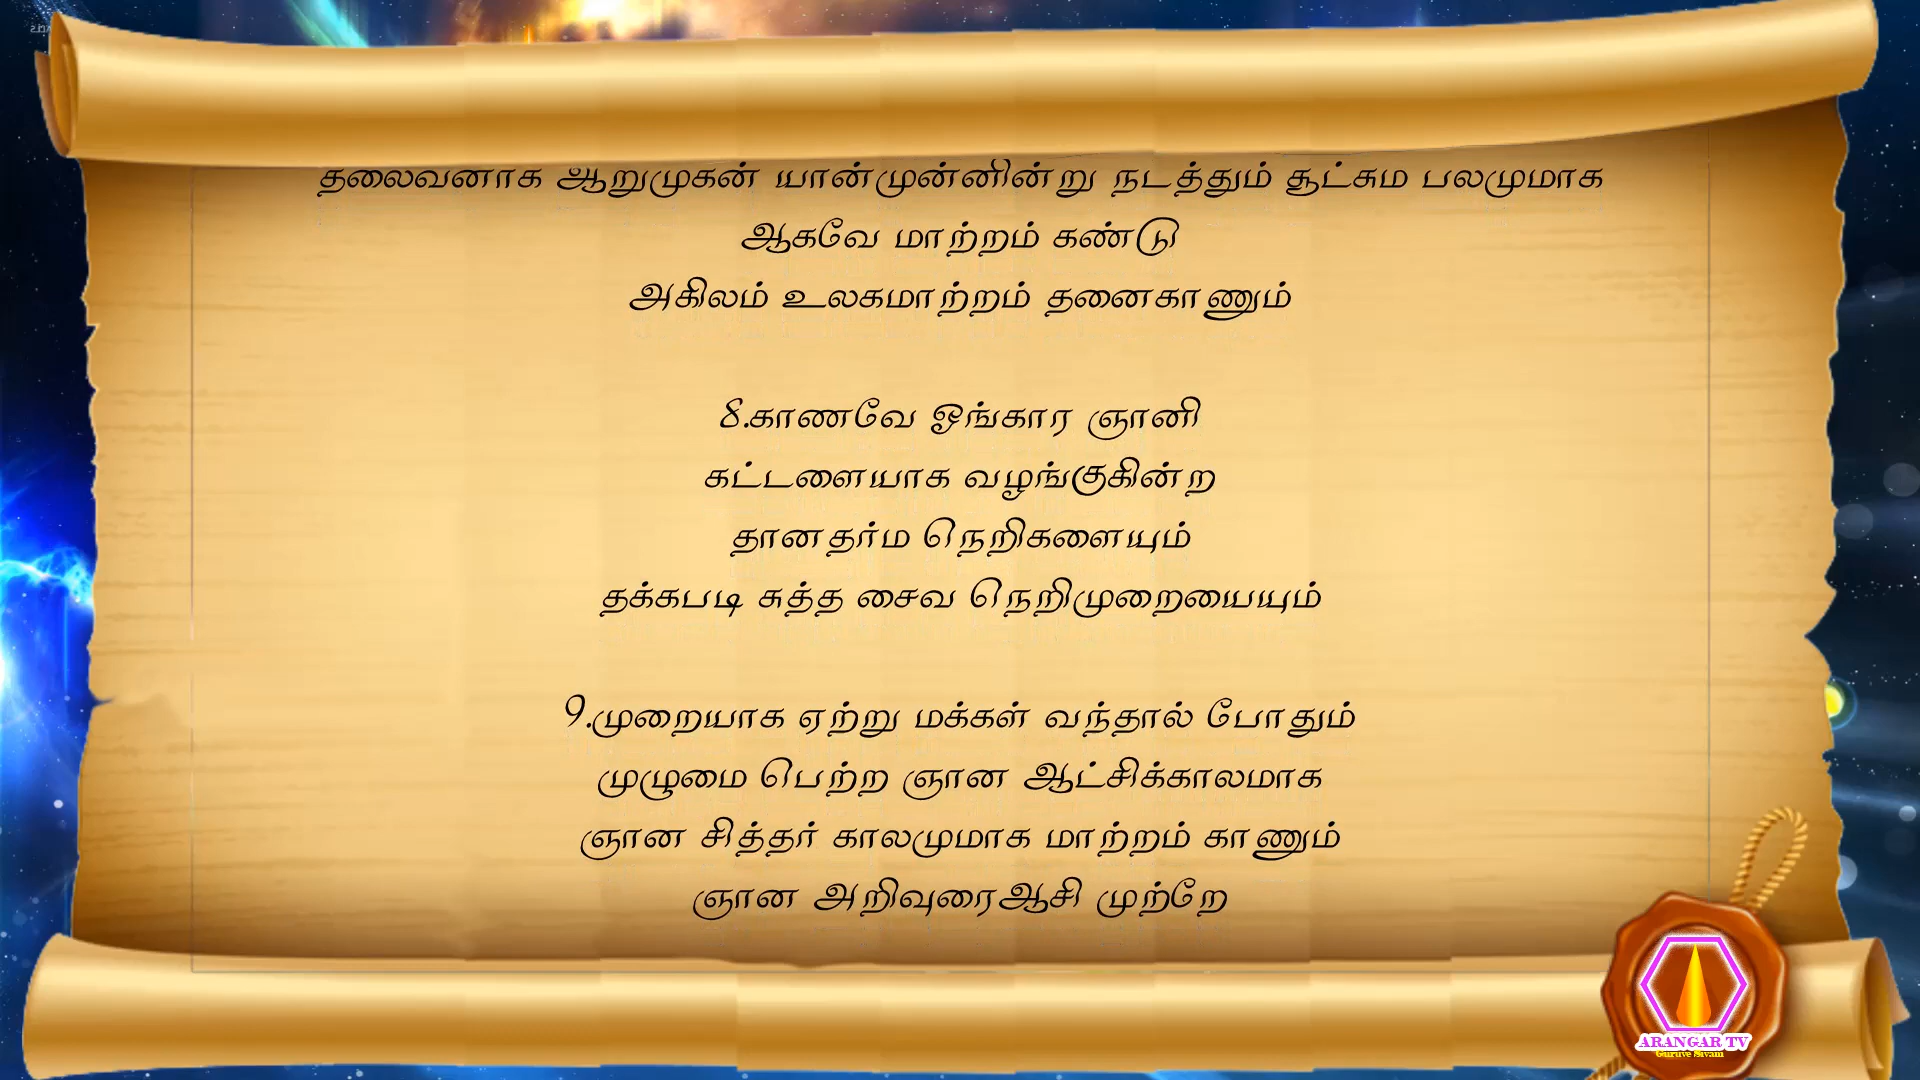 தலைவனாக ஆறுமுகன் யான்முன்னின்று நடத்தும் சூட்சும பலமுமாக
ஆகவே மாற்றம் கண்டு
அகிலம் உலகமாற்றம் தனைகாணும்
8.காணவே ஓங்கார ஞானி
கட்டளையாக வழங்குகின்ற
தானதர்ம நெறிகளையும்
தக்கபடி சுத்த சைவ நெறிமுறையையும்
9.முறையாக ஏற்று மக்கள் வந்தால் போதும்
முழுமை பெற்ற ஞான ஆட்சிக்காலமாக
ஞான சித்தர் காலமுமாக மாற்றம் காணும்
ஞான அறிவுரைஆசி முற்றே
ARANGAR TV
Guruve Sivam